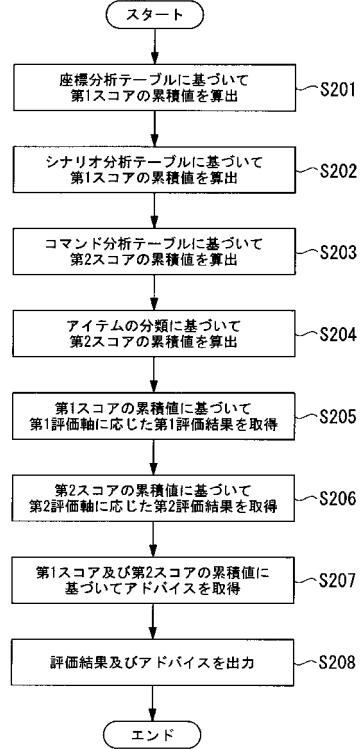 スタート
座標分析テーブルに基づいて
第1スコアの累積値を算出
S201
シナリオ分析テーブルに基づいて
第1スコアの累積値を算出
S202
コマンド分析テーブルに基づいて
第2スコアの累積値を算出
S203
アイテムの分類に基づいて
第2スコアの累積値を算出
S204
第1スコアの累積値に基づいて
第1評価軸に応じた第1評価結果を取得
S205
第2スコアの累積値に基づいて
第2評価軸に応じた第2評価結果を取得
S206
第1スコア及び第2スコアの累積値に
基づいてアドバイスを取得
S207
評価結果及びアドバイスを出力
S208
エンド